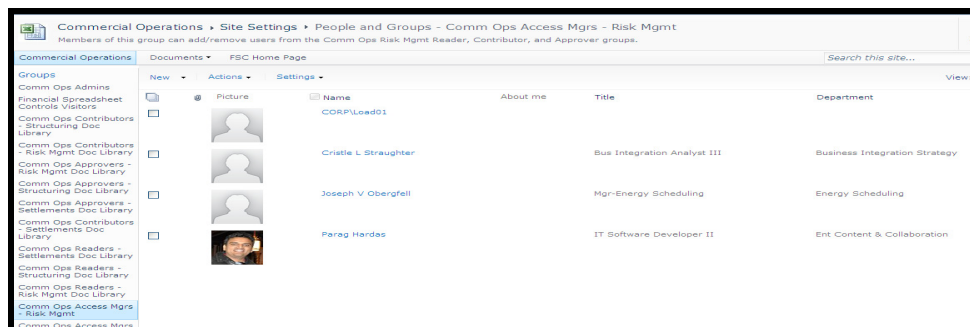 Commercial Operations ▸ Site Settings ▸ People and Groups - Comm Ops Access Mgrs - Risk Mgmt
Members of this group can add/remove users from the Comm Ops Risk Mgmt Reader, Contributor, and Approver groups.
Commercial Operations Documents FSC Home Page Search this site...
Groups
Comm Ops Admins
Financial Spreadsheet
Controls Visitors
Comm Ops Contributors
- Structuring Doc
Library
Comm Ops Contributors
- Risk Mgmt Doc Library
Comm Ops Approvers -
Risk Mgmt Doc Library
Comm Ops Approvers -
Structuring Doc Library
Comm Ops Approvers -
Settlements Doc Library
Comm Ops Contributors
- Settlements Doc
Library
Comm Ops Readers -
Settlements Doc Library
Comm Ops Readers -
Structuring Doc Library
Comm Ops Readers -
Risk Mgmt Doc Library
Comm Ops Access Mgrs
- Risk Mgmt
Comm Ops Access Mgrs
New Actions Settings View
Picture Name About me Title Department
CORP\Load01
Cristle L Straughter Bus Integration Analyst III Business Integration Strategy
Joseph V Obergfell Mgr-Energy Scheduling Energy Scheduling
Parag Hardas IT Software Developer II Ent Content & Collaboration